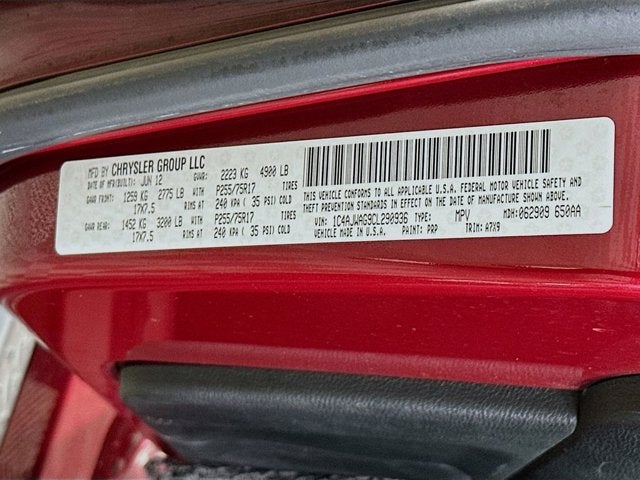 MFD BY CHRYSLER GROUP LLC
DATE OF MFR(BUILT): JUN 12 GVWR: 2223 KG 4900 LB
GAWR FRONT: 1259 KG 2775 LB WITH P255/75R17 TIRES
17X7.5 RIMS AT 240 KPA ( 35 PSI) COLD
GAWR REAR: 1452 KG 3200 LB WITH P255/75R17 TIRES
17X7.5 RIMS AT 240 KPA ( 35 PSI) COLD
THIS VEHICLE CONFORMS TO ALL APPLICABLE U.S.A. FEDERAL MOTOR VEHICLE SAFETY AND
THEFT PREVENTION STANDARDS IN EFFECT ON THE DATE OF MANUFACTURE SHOWN ABOVE.
VIN: 1C4AJWAG9CL290936 TYPE: MPV MDH: 062909 650AA
VEHICLE MADE IN U.S.A. PAINT: PRP TRIM: A7X9